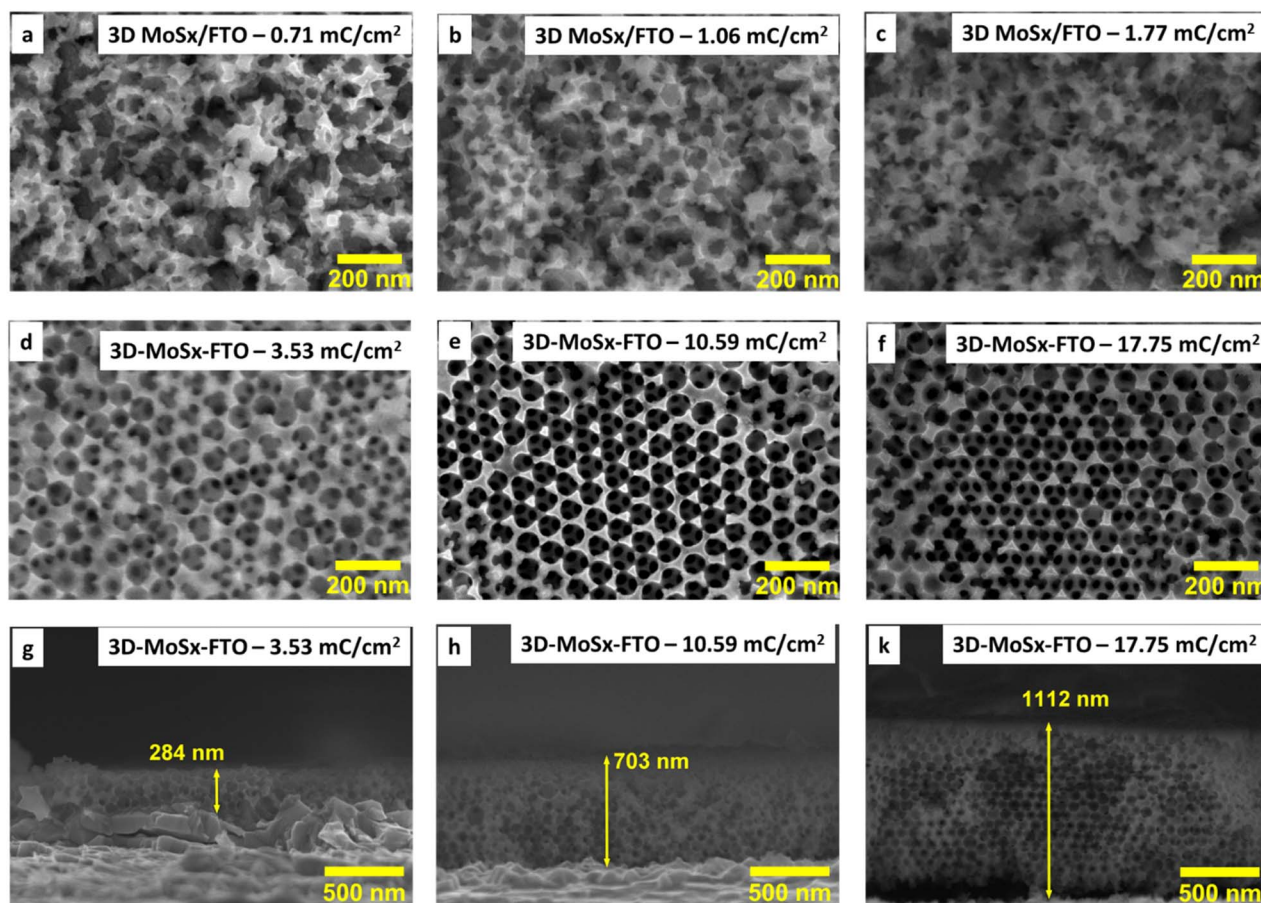 a
3D MoSx/FTO – 0.71 mC/cm²
200 nm
b
3D MoSx/FTO – 1.06 mC/cm²
200 nm
c
3D MoSx/FTO – 1.77 mC/cm²
200 nm
d
3D-MoSx-FTO – 3.53 mC/cm²
200 nm
e
3D-MoSx-FTO – 10.59 mC/cm²
200 nm
f
3D-MoSx-FTO – 17.75 mC/cm²
200 nm
g
3D-MoSx-FTO – 3.53 mC/cm²
284 nm
500 nm
h
3D-MoSx-FTO – 10.59 mC/cm²
703 nm
500 nm
k
3D-MoSx-FTO – 17.75 mC/cm²
1112 nm
500 nm